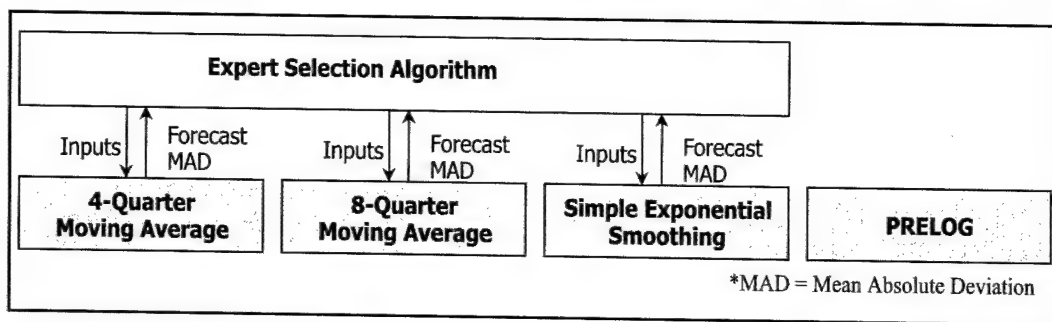 Expert Selection Algorithm
Inputs
Forecast
MAD
Inputs
Forecast
MAD
Inputs
Forecast
MAD
4-Quarter
Moving Average
8-Quarter
Moving Average
Simple Exponential
Smoothing
PRELOG
*MAD = Mean Absolute Deviation